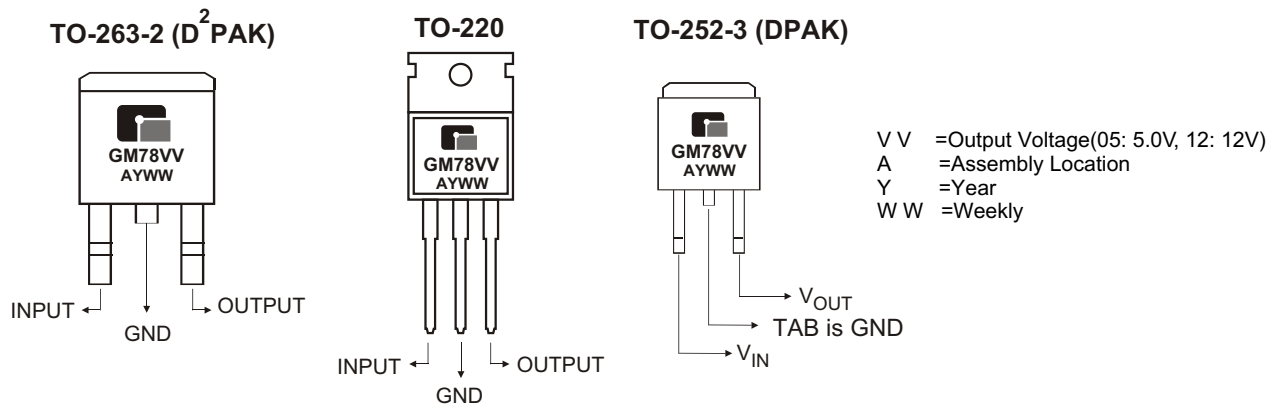 TO-263-2 (D²PAK)
GM78VV
AYWW
INPUT
GND
OUTPUT
TO-220
GM78VV
AYWW
INPUT
GND
OUTPUT
TO-252-3 (DPAK)
GM78VV
AYWW
VOUT
TAB is GND
VIN
V V =Output Voltage(05: 5.0V, 12: 12V)
A =Assembly Location
Y =Year
W W =Weekly